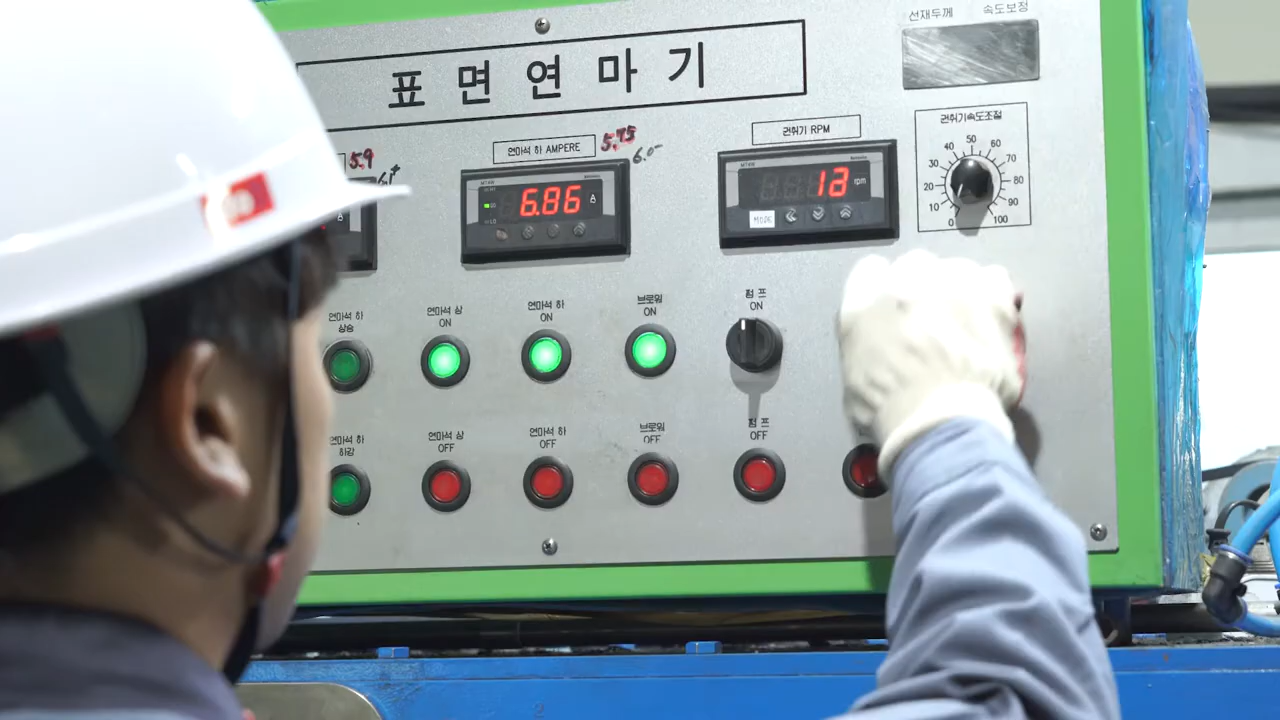 선재두께 속도보정
표면연마기
5.9
6.1
연마석 하 AMPERE
5.75
6.0
권취기 RPM
권취기속도조절
6.86
A
A
13
rpm
MODE
0 10 20 30 40 50 60 70 80 90 100
연마석 하
상승
연마석 상
ON
연마석 하
ON
브로워
ON
펌 프
ON
연마석 하
하강
연마석 상
OFF
연마석 하
OFF
브로워
OFF
펌 프
OFF